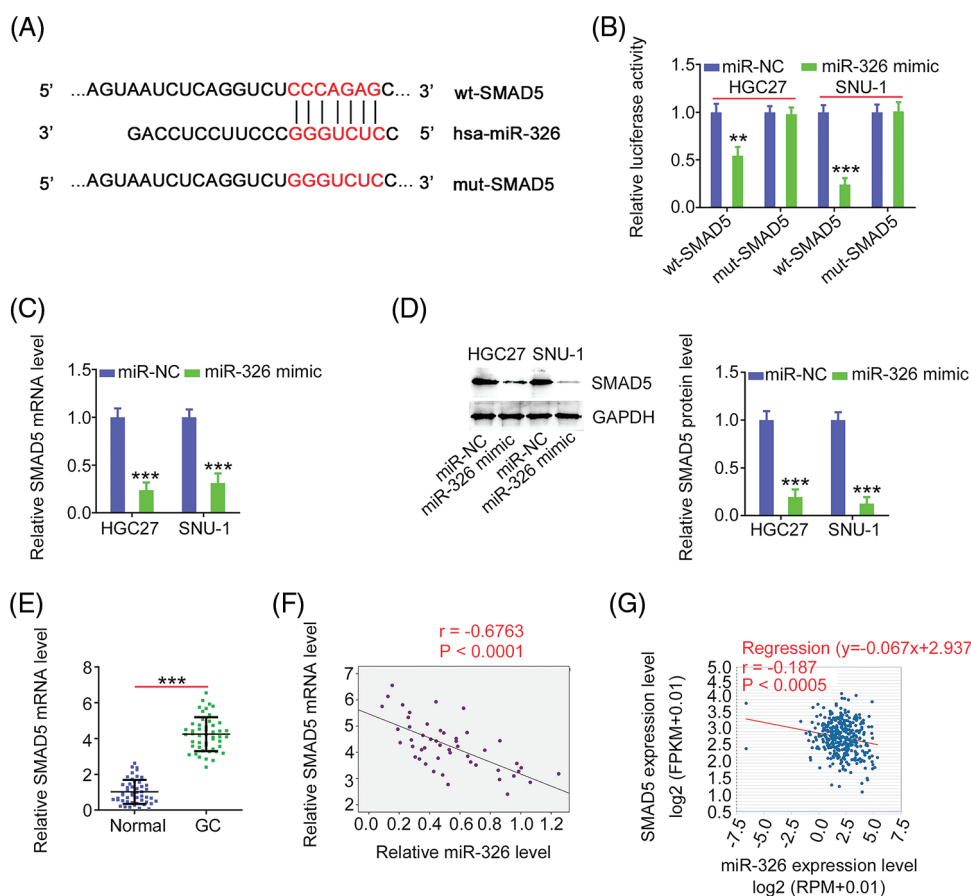 (A)
5’ ...AGUAAUCUCAGGUCUCCCAGAGC... 3’ wt-SMAD5
3’ GACCUCCUUCCCGGGUCUCC 5’ hsa-miR-326
5’ ...AGUAAUCUCAGGUCUGGGUCUCC... 3’ mut-SMAD5
(B)
Relative luciferase activity
miR-NC miR-326 mimic
HGC27 SNU-1
1.5
1.0
0.5
0.0
** ***
wt-SMAD5
mut-SMAD5
wt-SMAD5
mut-SMAD5
(C)
Relative SMAD5 mRNA level
miR-NC miR-326 mimic
1.5
1.0
0.5
0.0
*** ***
HGC27 SNU-1
(D)
HGC27 SNU-1
SMAD5
GAPDH
miR-NC
miR-326 mimic
miR-NC
miR-326 mimic
Relative SMAD5 protein level
miR-NC miR-326 mimic
1.5
1.0
0.5
0.0
*** ***
HGC27 SNU-1
(E)
Relative SMAD5 mRNA level
8
6
4
2
0
***
Normal GC
(F)
r = -0.6763
P < 0.0001
Relative SMAD5 mRNA level
7
6
5
4
3
2
0.0 0.2 0.4 0.6 0.8 1.0 1.2
Relative miR-326 level
(G)
Regression (y=-0.067x+2.937
r = -0.187
P < 0.0005
SMAD5 expression level
log2 (FPKM+0.01)
5.0
4.5
4.0
3.5
3.0
2.5
2.0
1.5
1.0
0.5
-7.5 -5.0 -2.5 0.0 2.5 5.0 7.5
miR-326 expression level
log2 (RPM+0.01)